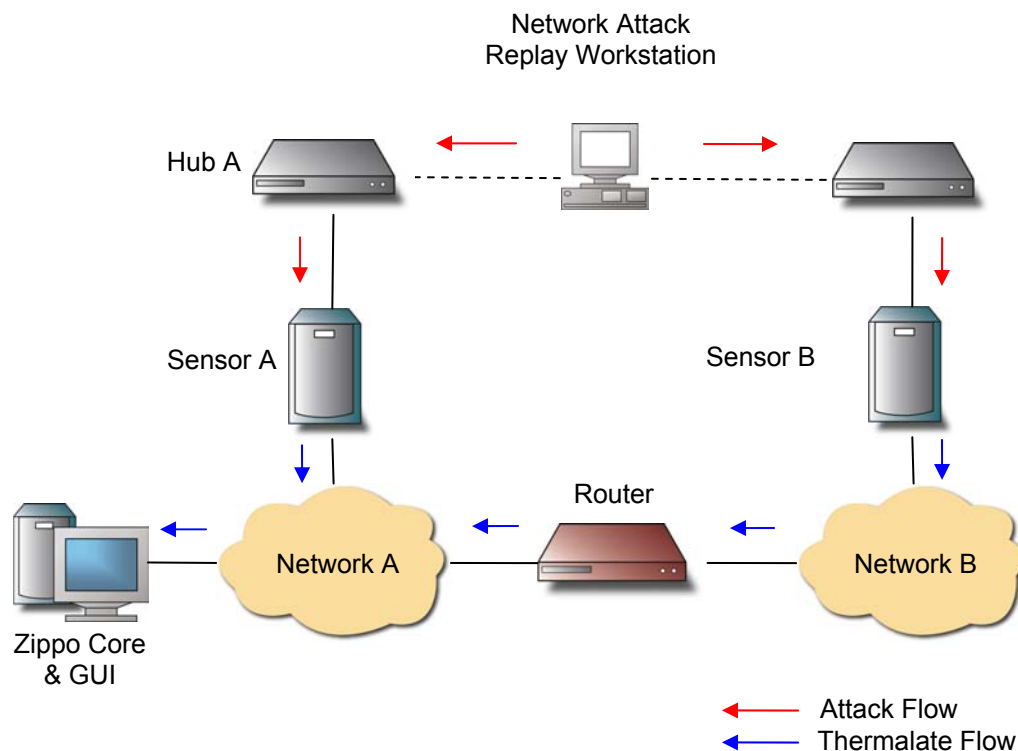 Network Attack
Replay Workstation
Hub A
Sensor A
Sensor B
Router
Network A
Network B
Zippo Core
& GUI
Attack Flow
Thermalate Flow